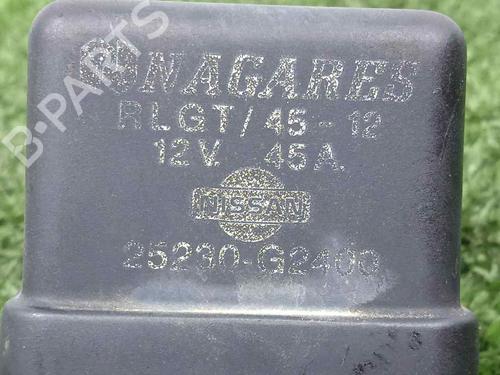 NAGARES
RLGT/45-12
12V. 45A.
NISSAN
25230-G2400
B-PARTS